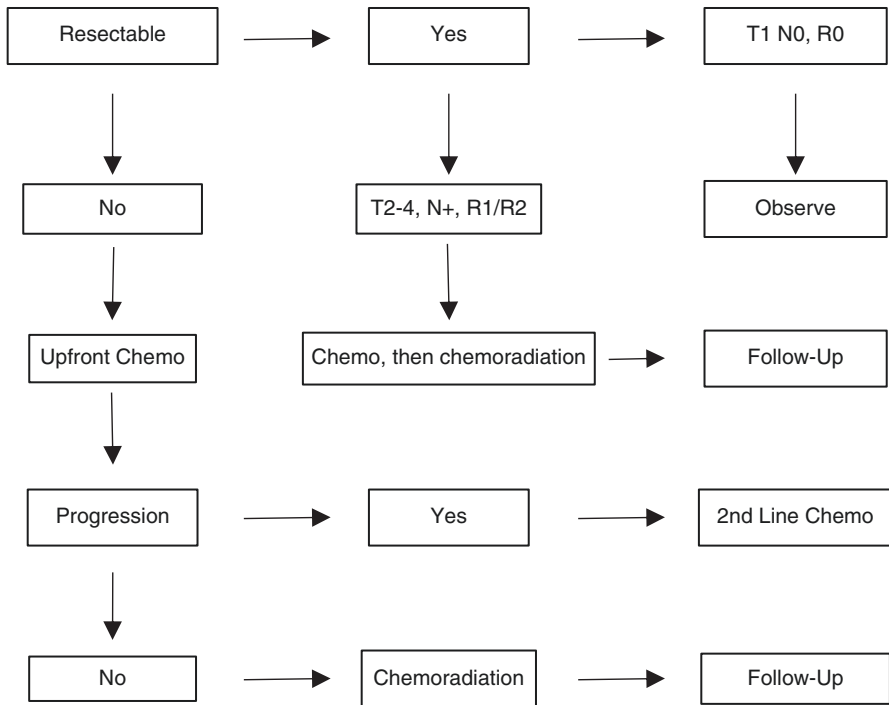 Resectable
Yes
T1 N0, R0
No
T2-4, N+, R1/R2
Observe
Upfront Chemo
Chemo, then chemoradiation
Follow-Up
Progression
Yes
2nd Line Chemo
No
Chemoradiation
Follow-Up